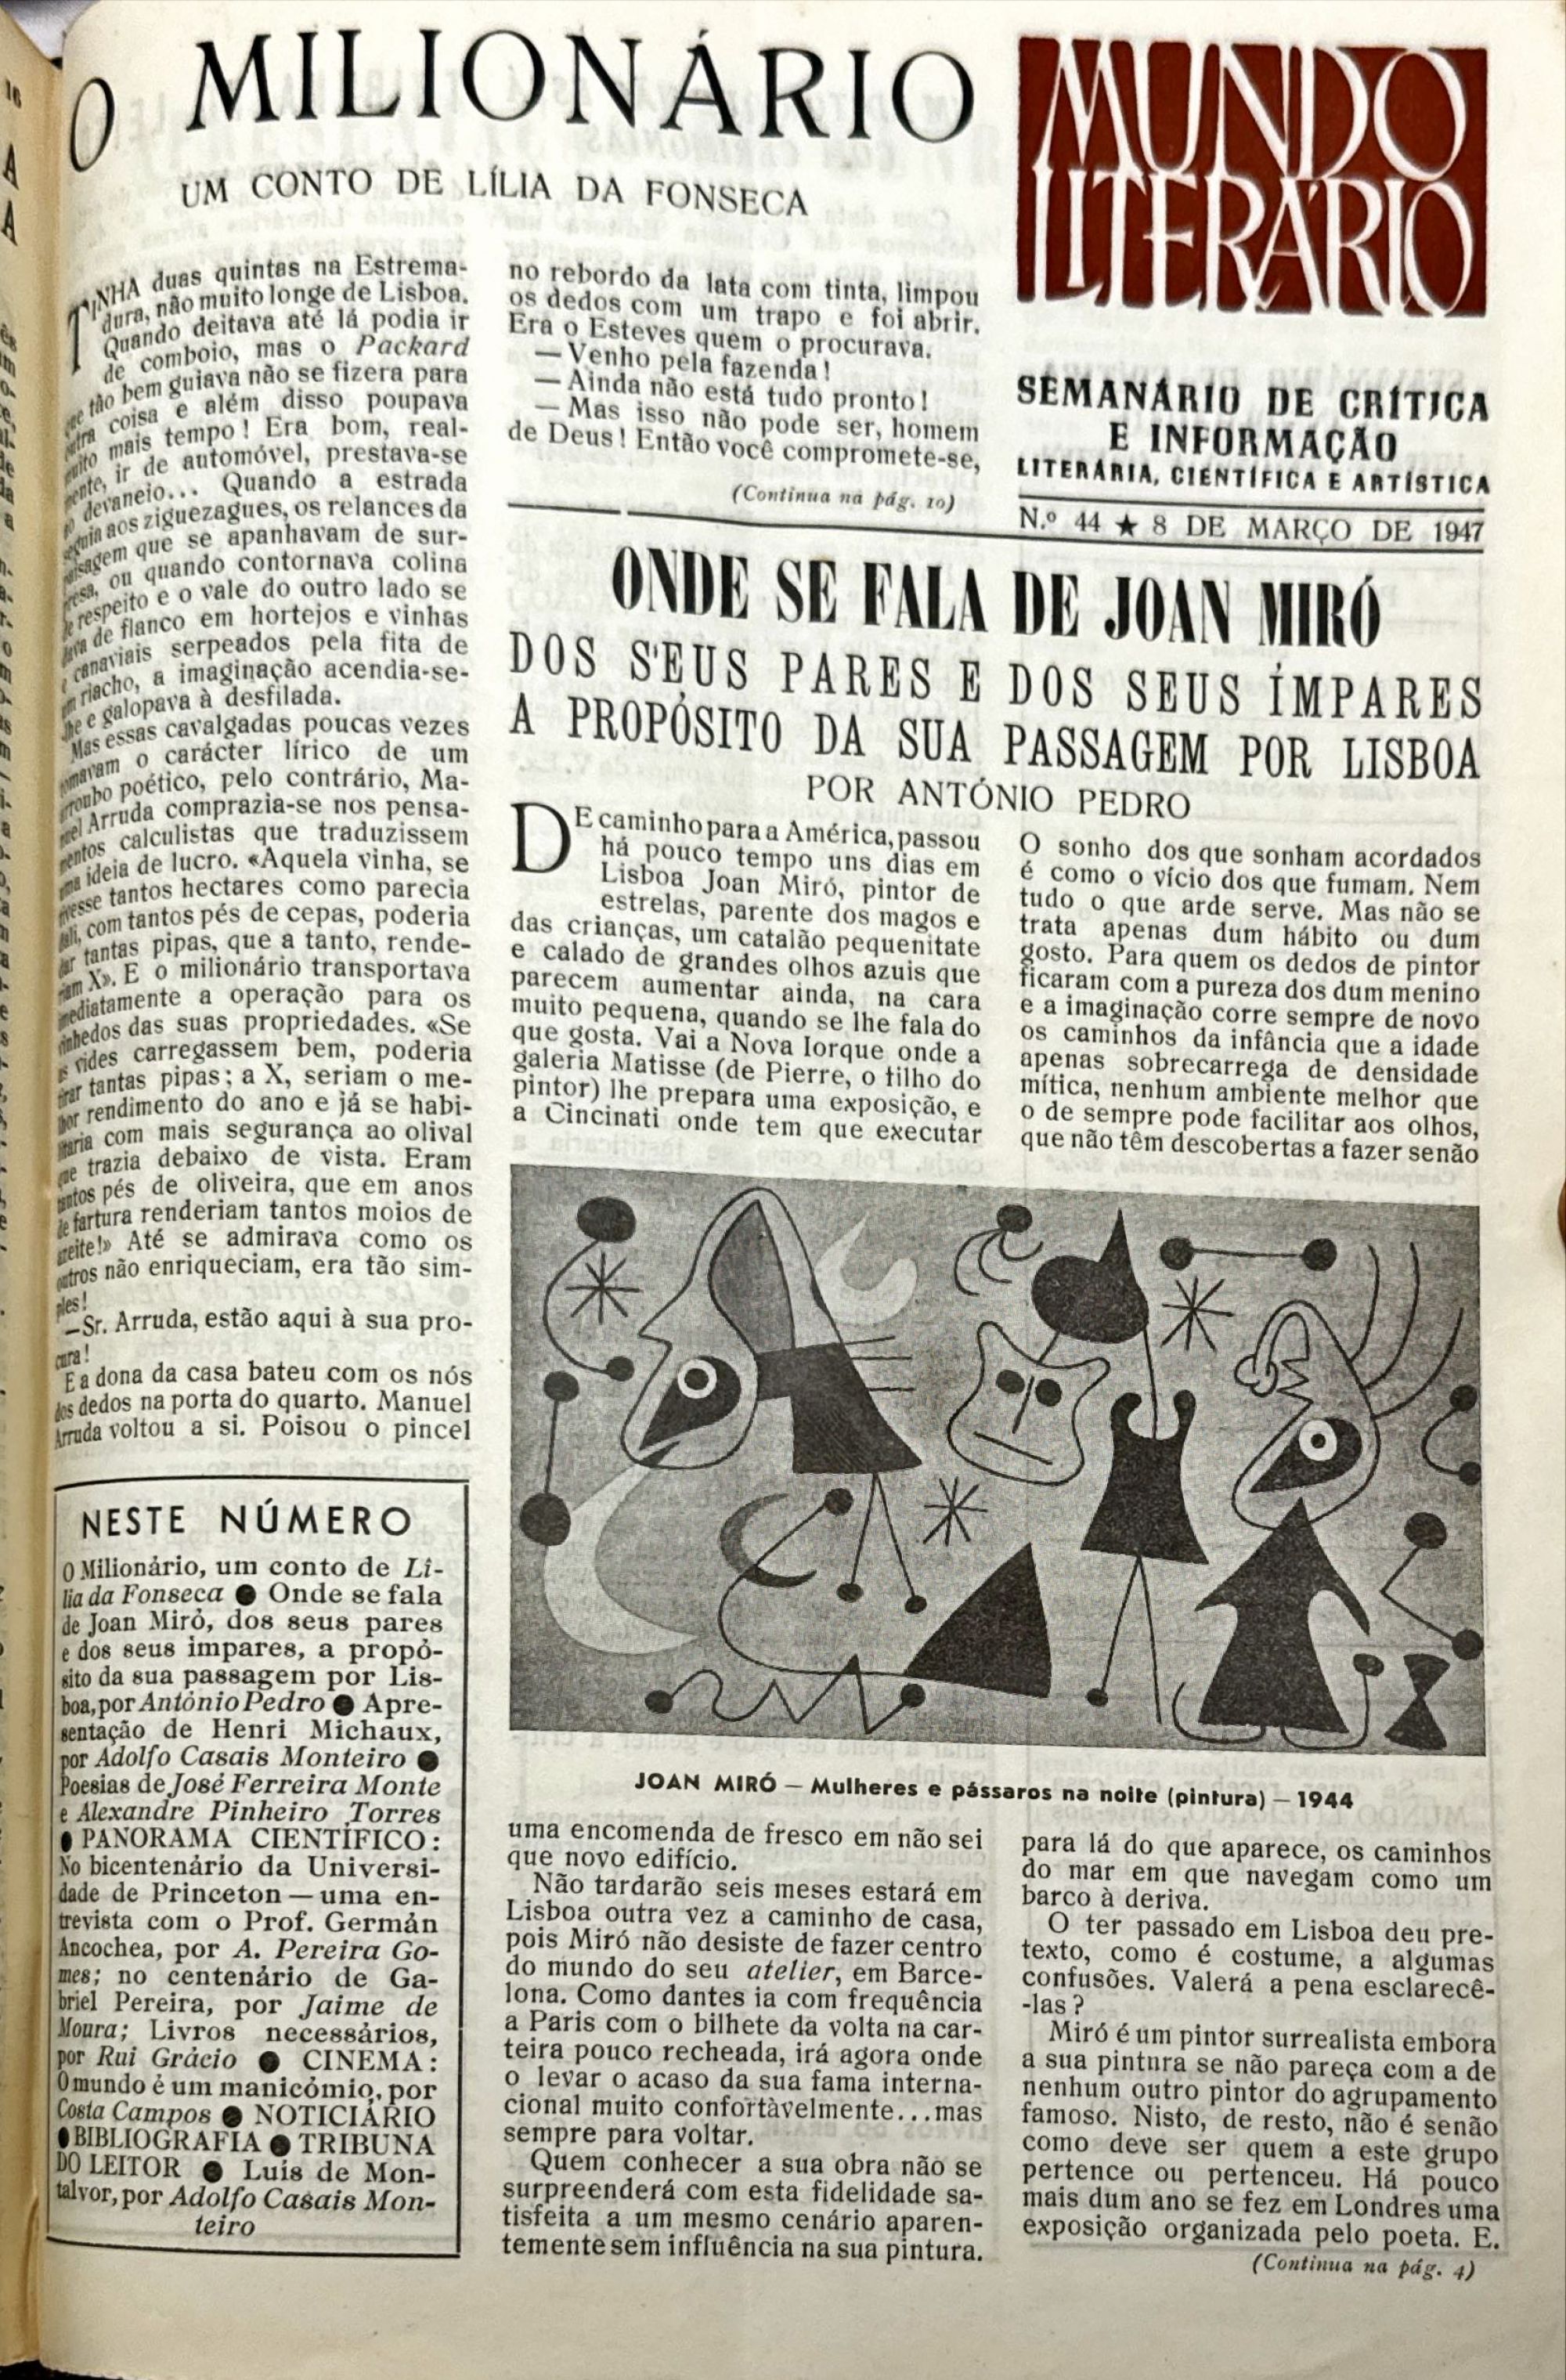 O MILIONÁRIO
UM CONTO DE LÍLIA DA FONSECA
TINHA duas quintas na Estrema-
dura, não muito longe de Lisboa.
Quando deitava até lá podia ir
de comboio, mas o Packard
que tão bem guiava não se fizera para
outra coisa e além disso poupava
muito mais tempo! Era bom, real-
mente, ir de automóvel, prestava-se
ao devaneio... Quando a estrada
seguia aos ziguezagues, os relances da
paisagem que se apanhavam de sur-
presa, ou quando contornava colina
de respeito e o vale do outro lado se
dava de flanco em hortejos e vinhas
e canaviais serpeados pela fita de
um riacho, a imaginação acendia-se-
lhe e galopava à desfilada.
Mas essas cavalgadas poucas vezes
tomavam o carácter lírico de um
arroubo poético, pelo contrário, Ma-
nuel Arruda comprazia-se nos pensa-
mentos calculistas que traduzissem
uma ideia de lucro. «Aquela vinha, se
tivesse tantos hectares como parecia
dali, com tantos pés de cepas, poderia
dar tantas pipas, que a tanto, rende-
riam X». E o milionário transportava
imediatamente a operação para os
vinhedos das suas propriedades. «Se
as vides carregassem bem, poderia
tirar tantas pipas; a X, seriam o me-
lhor rendimento do ano e já se habi-
litaria com mais segurança ao olival
que trazia debaixo de vista. Eram
tantos pés de oliveira, que em anos
de fartura renderiam tantos moios de
azeite!» Até se admirava como os
outros não enriqueciam, era tão sim-
ples!
—Sr. Arruda, estão aqui à sua pro-
cura!
E a dona da casa bateu com os nós
dos dedos na porta do quarto. Manuel
Arruda voltou a si. Poisou o pincel
no rebordo da lata com tinta, limpou
os dedos com um trapo e foi abrir.
Era o Esteves quem o procurava.
— Venho pela fazenda!
— Ainda não está tudo pronto!
— Mas isso não pode ser, homem
de Deus! Então você compromete-se,
(Continua na pág. 10)
MUNDO
LITERÁRIO
SEMANÁRIO DE CRÍTICA
E INFORMAÇÃO
LITERÁRIA, CIENTÍFICA E ARTÍSTICA
N.º 44 ★ 8 DE MARÇO DE 1947
ONDE SE FALA DE JOAN MIRÓ
DOS S'EUS PARES E DOS SEUS ÍMPARES
A PROPÓSITO DA SUA PASSAGEM POR LISBOA
POR ANTÓNIO PEDRO
DE caminho para a América, passou
há pouco tempo uns dias em
Lisboa Joan Miró, pintor de
estrelas, parente dos magos e
das crianças, um catalão pequenitate
e calado de grandes olhos azuis que
parecem aumentar ainda, na cara
muito pequena, quando se lhe fala do
que gosta. Vai a Nova Iorque onde a
galeria Matisse (de Pierre, o filho do
pintor) lhe prepara uma exposição, e
a Cincinati onde tem que executar
O sonho dos que sonham acordados
é como o vício dos que fumam. Nem
tudo o que arde serve. Mas não se
trata apenas dum hábito ou dum
gosto. Para quem os dedos de pintor
ficaram com a pureza dos dum menino
e a imaginação corre sempre de novo
os caminhos da infância que a idade
apenas sobrecarrega de densidade
mítica, nenhum ambiente melhor que
o de sempre pode facilitar aos olhos,
que não têm descobertas a fazer senão
JOAN MIRÓ — Mulheres e pássaros na noite (pintura) — 1944
uma encomenda de fresco em não sei
que novo edifício.
Não tardarão seis meses estará em
Lisboa outra vez a caminho de casa,
pois Miró não desiste de fazer centro
do mundo do seu atelier, em Barce-
lona. Como dantes ia com frequência
a Paris com o bilhete da volta na car-
teira pouco recheada, irá agora onde
o levar o acaso da sua fama interna-
cional muito confortàvelmente...mas
sempre para voltar.
Quem conhecer a sua obra não se
surpreenderá com esta fidelidade sa-
tisfeita a um mesmo cenário aparen-
temente sem influência na sua pintura.
para lá do que aparece, os caminhos
do mar em que navegam como um
barco à deriva.
O ter passado em Lisboa deu pre-
texto, como é costume, a algumas
confusões. Valerá a pena esclarecê-
-las?
Miró é um pintor surrealista embora
a sua pintura se não pareça com a de
nenhum outro pintor do agrupamento
famoso. Nisto, de resto, não é senão
como deve ser quem a este grupo
pertence ou pertenceu. Há pouco
mais dum ano se fez em Londres uma
exposição organizada pelo poeta. E.
(Continua na pág. 4)
NESTE NÚMERO
O Milionário, um conto de Lí-
lia da Fonseca ● Onde se fala
de Joan Miró, dos seus pares
e dos seus ímpares, a propó-
sito da sua passagem por Lis-
boa, por António Pedro ● Apre-
sentação de Henri Michaux,
por Adolfo Casais Monteiro ●
Poesias de José Ferreira Monte
e Alexandre Pinheiro Torres
● PANORAMA CIENTÍFICO:
No bicentenário da Universi-
dade de Princeton — uma en-
trevista com o Prof. Germán
Ancochea, por A. Pereira Go-
mes; no centenário de Ga-
briel Pereira, por Jaime de
Moura; Livros necessários,
por Rui Grácio ● CINEMA:
O mundo é um manicómio, por
Costa Campos ● NOTICIÁRIO
● BIBLIOGRAFIA ● TRIBUNA
DO LEITOR ● Luís de Mon-
talvor, por Adolfo Casais Mon-
teiro